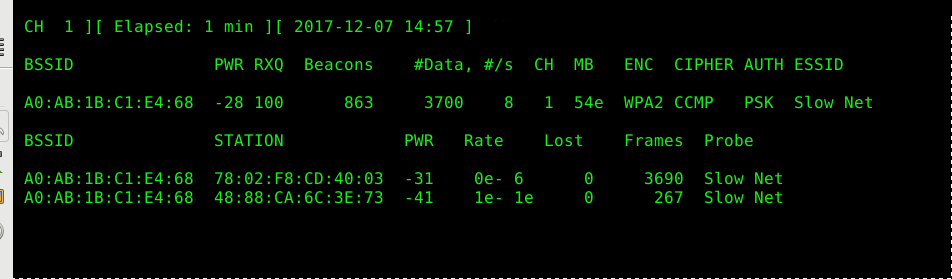 CH  1 ][ Elapsed: 1 min ][ 2017-12-07 14:57 ]
BSSID              PWR RXQ  Beacons    #Data, #/s  CH  MB   ENC  CIPHER AUTH ESSID
A0:AB:1B:C1:E4:68  -28 100      863     3700    8   1  54e  WPA2 CCMP   PSK  Slow Net
BSSID              STATION            PWR   Rate    Lost    Frames  Probe
A0:AB:1B:C1:E4:68  78:02:F8:CD:40:03  -31    0e- 6      0     3690  Slow Net
A0:AB:1B:C1:E4:68  48:88:CA:6C:3E:73  -41    1e- 1e     0      267  Slow Net